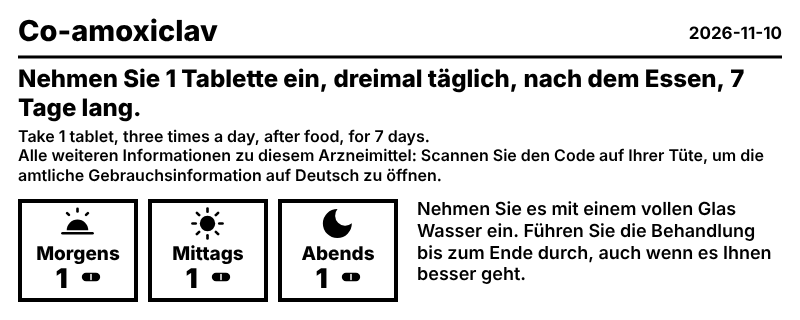 Co-amoxiclav
2026-11-10
Nehmen Sie 1 Tablette ein, dreimal täglich, nach dem Essen, 7
Tage lang.
Take 1 tablet, three times a day, after food, for 7 days.
Alle weiteren Informationen zu diesem Arzneimittel: Scannen Sie den Code auf Ihrer Tüte, um die
amtliche Gebrauchsinformation auf Deutsch zu öffnen.
Morgens
1
Mittags
1
Abends
1
Nehmen Sie es mit einem vollen Glas
Wasser ein. Führen Sie die Behandlung
bis zum Ende durch, auch wenn es Ihnen
besser geht.